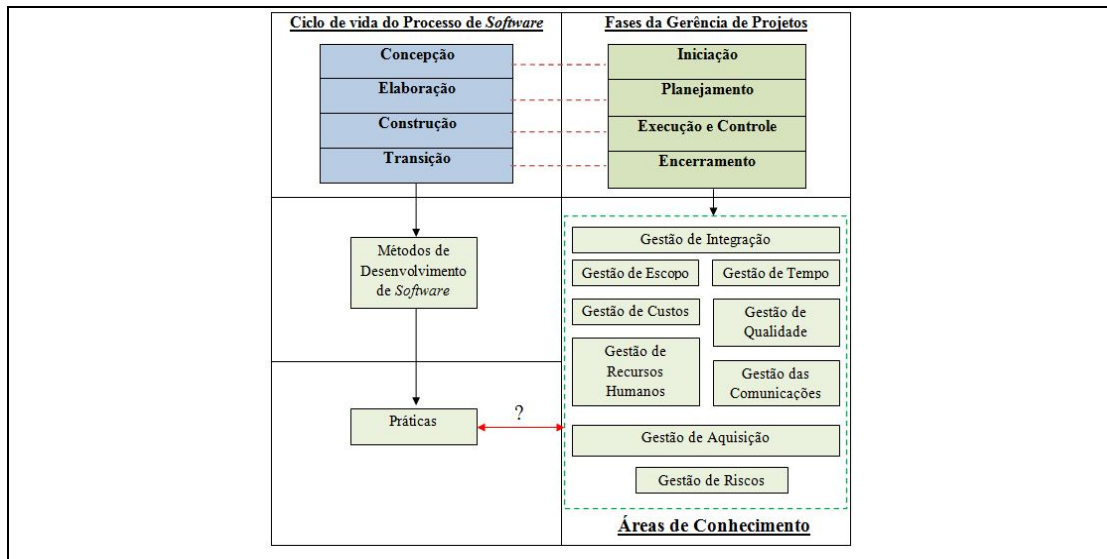 Ciclo de vida do Processo de Software
Concepção
Elaboração
Construção
Transição
Métodos de
Desenvolvimento
de Software
Práticas
?
Fases da Gerência de Projetos
Iniciação
Planejamento
Execução e Controle
Encerramento
Gestão de Integração
Gestão de Escopo
Gestão de Tempo
Gestão de Custos
Gestão de
Qualidade
Gestão de
Recursos
Humanos
Gestão das
Comunicações
Gestão de Aquisição
Gestão de Riscos
Áreas de Conhecimento